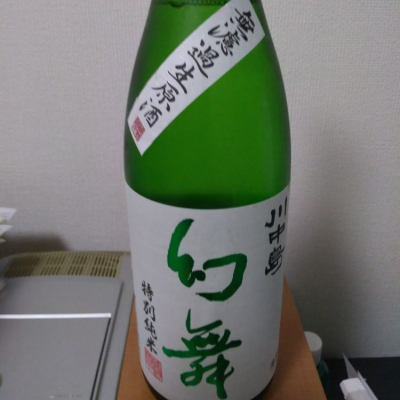 無濾過生原酒
川中島
幻舞
特別純米